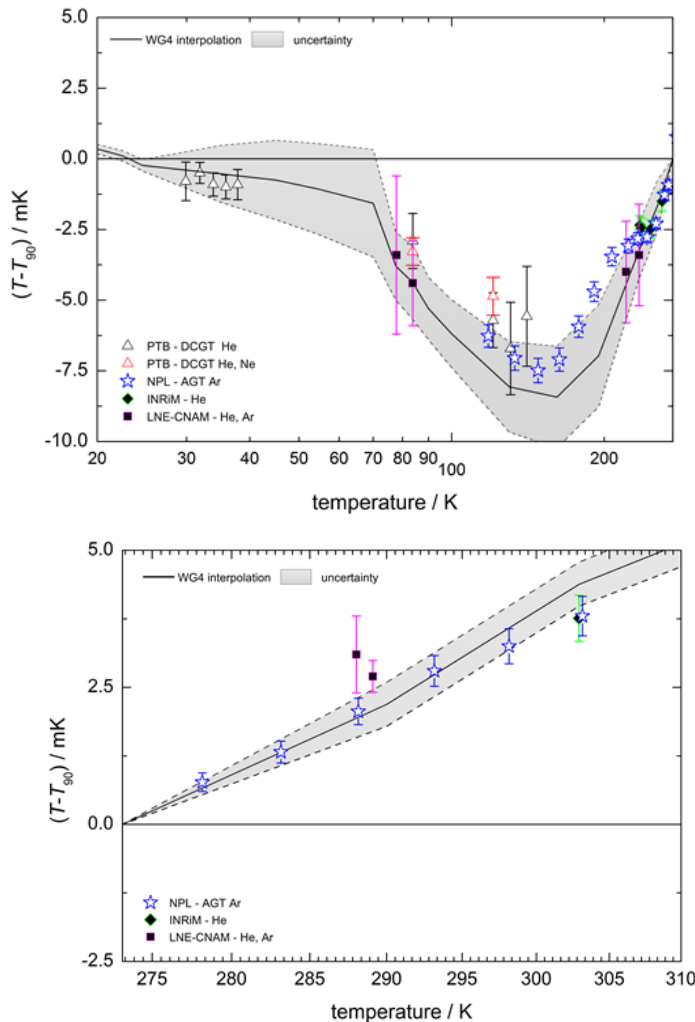 5.0
WG4 interpolation uncertainty
2.5
0.0
-2.5
-5.0
-7.5
-10.0
(T-T90) / mK
PTB - DCGT He
PTB - DCGT He, Ne
NPL - AGT Ar
INRiM - He
LNE-CNAM - He, Ar
20 30 40 50 60 70 80 90 100 200
temperature / K
5.0
WG4 interpolation uncertainty
2.5
0.0
-2.5
(T-T90) / mK
NPL - AGT Ar
INRiM - He
LNE-CNAM - He, Ar
275 280 285 290 295 300 305 310
temperature / K